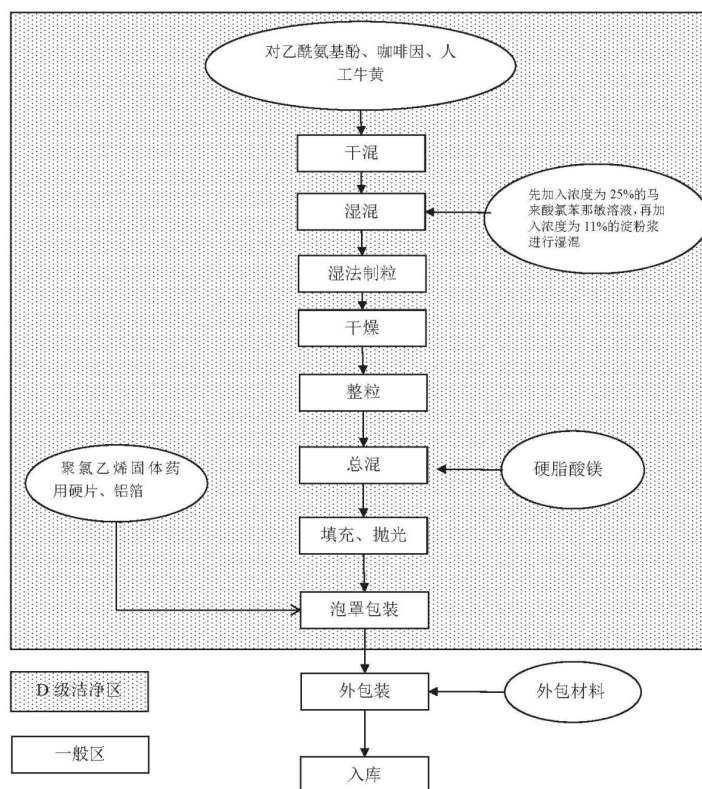 对乙酰氨基酚、咖啡因、人
工牛黄
干混
湿混
先加入浓度为 25%的马
来酸氯苯那敏溶液,再加
入浓度为 11%的淀粉浆
进行湿混
湿法制粒
干燥
整粒
总混
硬脂酸镁
聚氯乙烯固体药
用硬片、铝箔
填充、抛光
泡罩包装
D 级洁净区
外包装
外包材料
一般区
入库